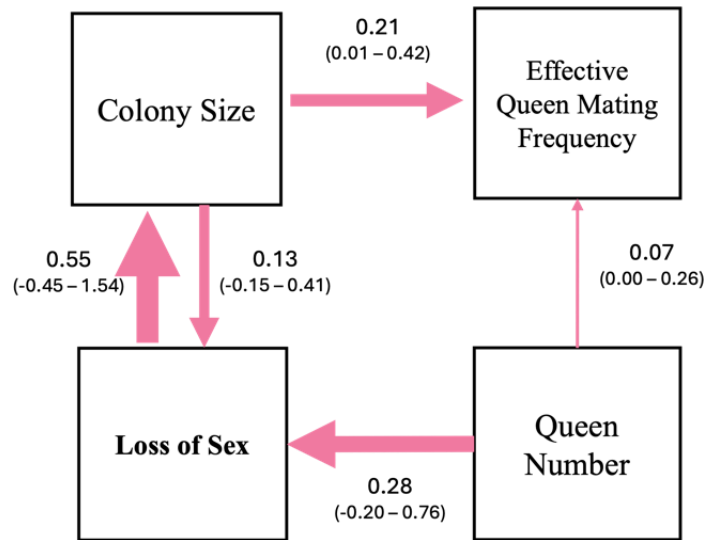 0.21
(0.01 – 0.42)
Colony Size
Effective
Queen Mating
Frequency
0.55
(-0.45 – 1.54)
0.13
(-0.15 – 0.41)
0.07
(0.00 – 0.26)
Loss of Sex
Queen
Number
0.28
(-0.20 – 0.76)